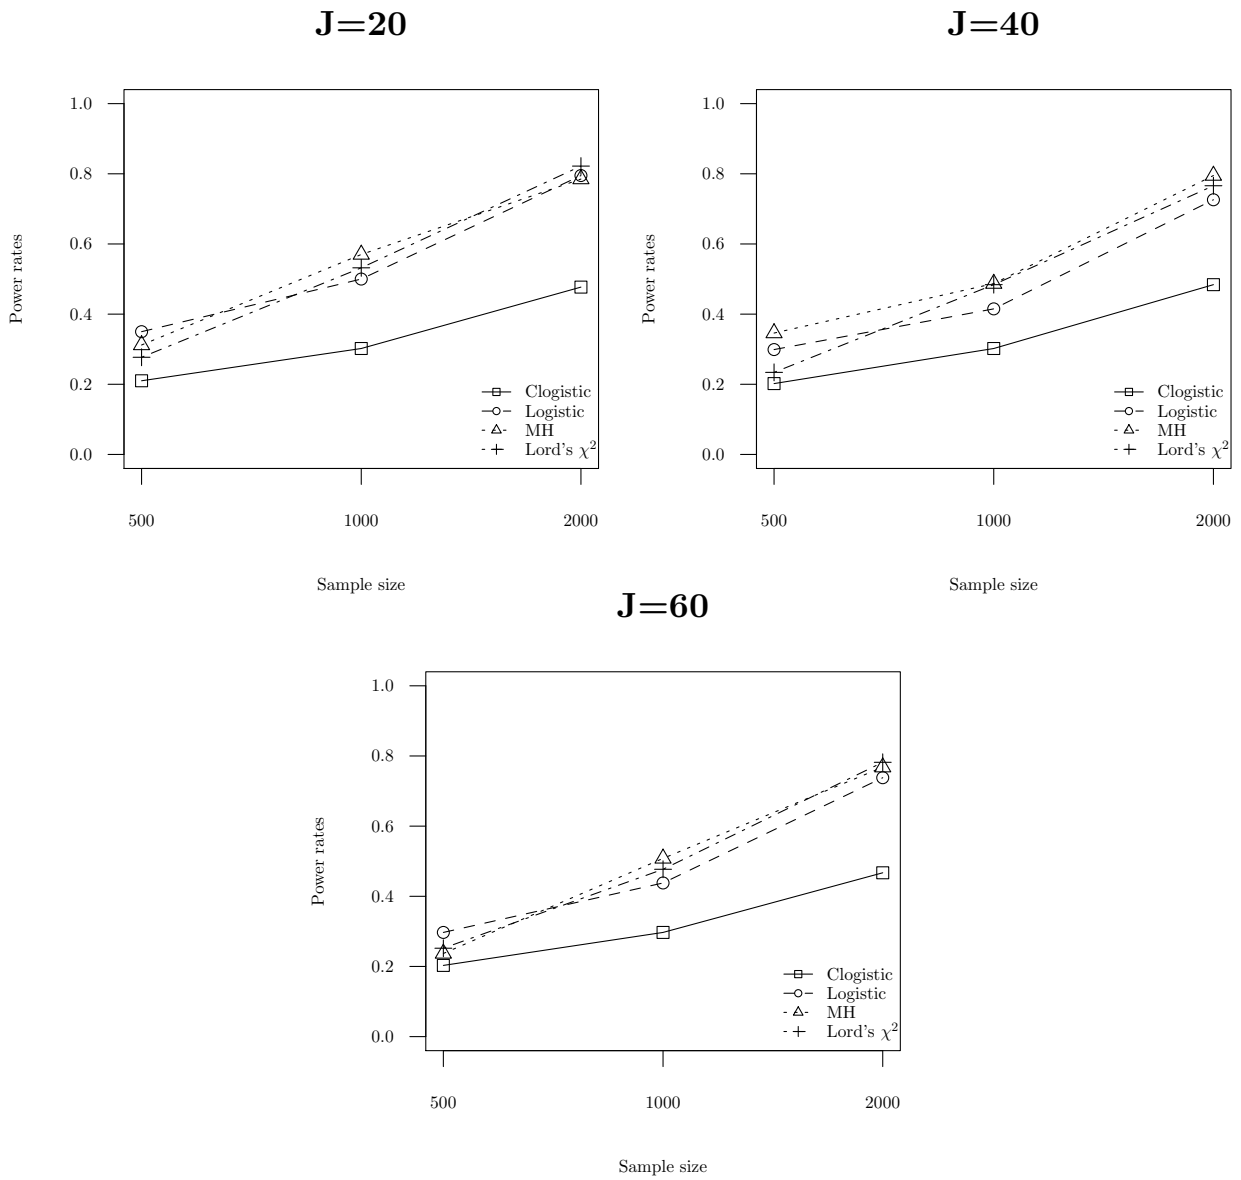 J=20
1.0
0.8
0.6
0.4
0.2
0.0
Power rates
Clogistic
Logistic
MH
Lord's χ²
500 1000 2000
Sample size
J=40
1.0
0.8
0.6
0.4
0.2
0.0
Power rates
Clogistic
Logistic
MH
Lord's χ²
500 1000 2000
Sample size
J=60
1.0
0.8
0.6
0.4
0.2
0.0
Power rates
Clogistic
Logistic
MH
Lord's χ²
500 1000 2000
Sample size